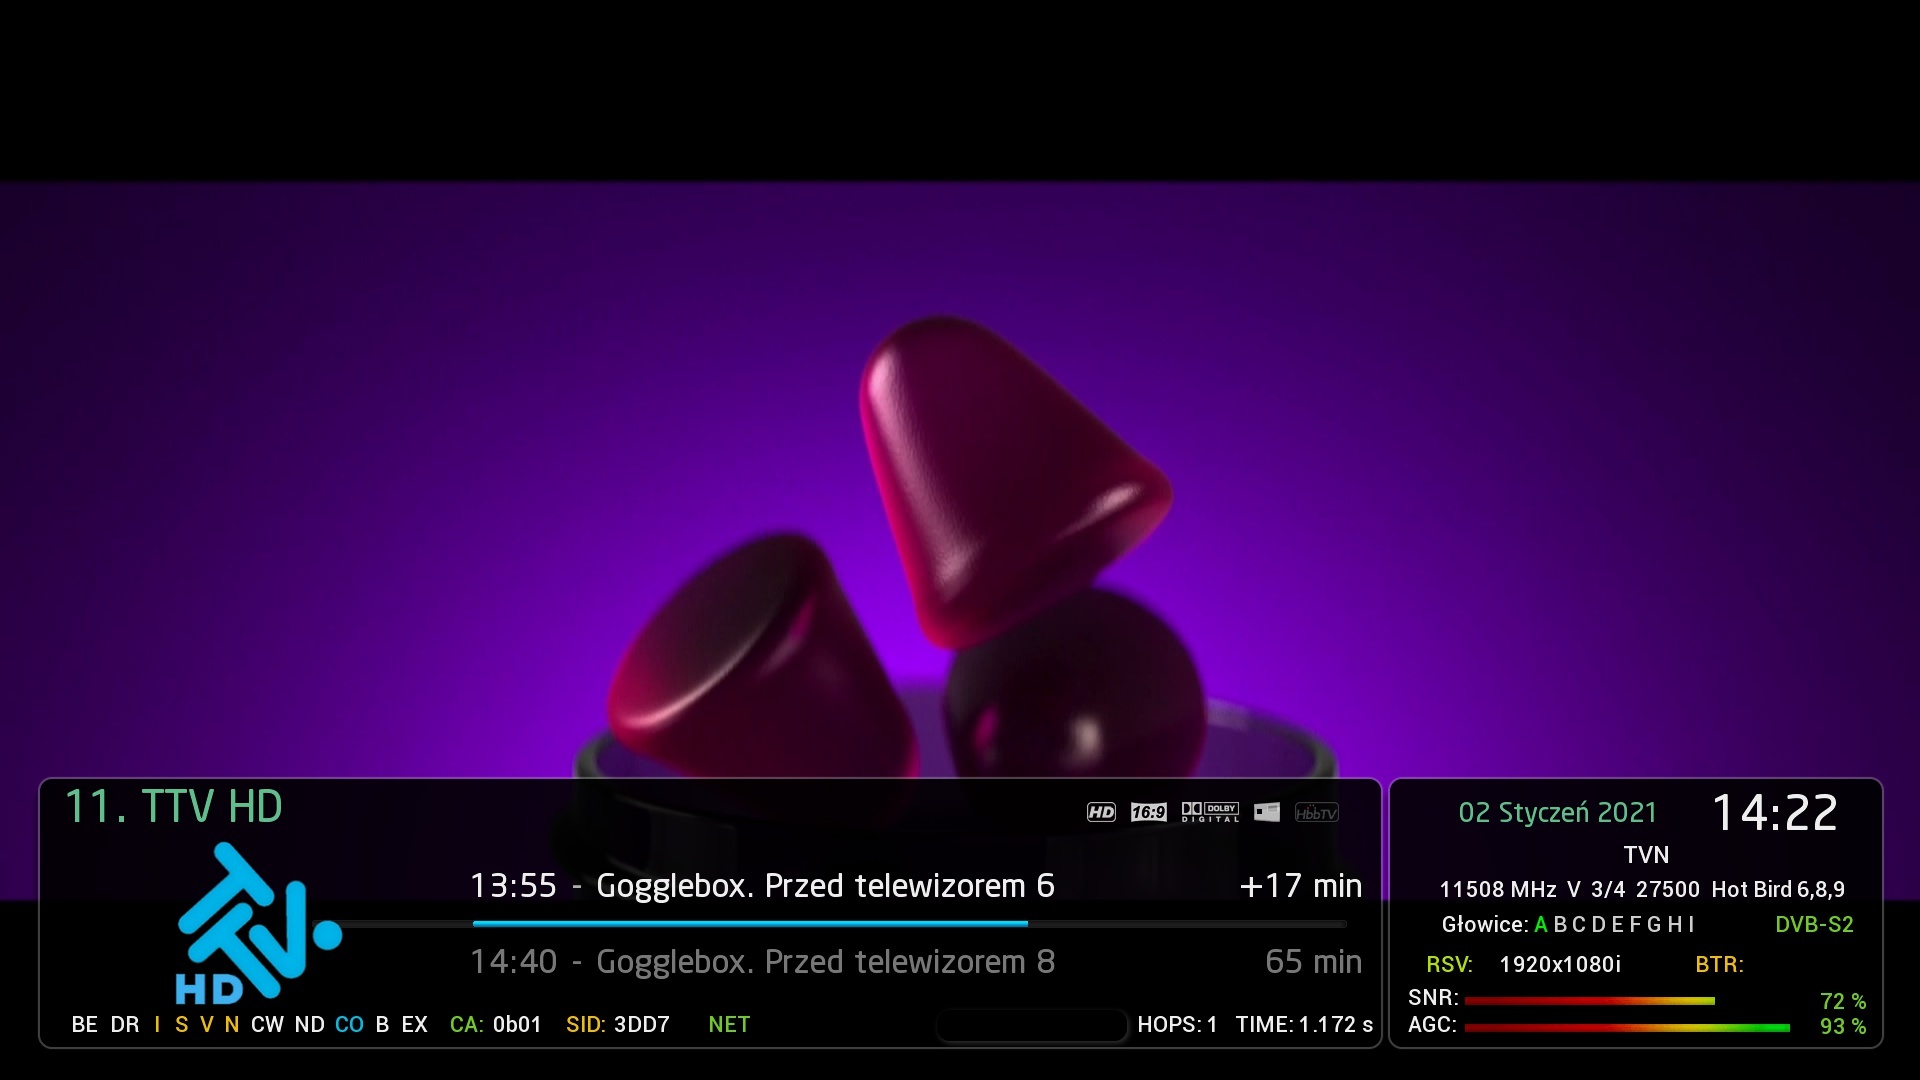 11. TTV HD
HD 16:9 DOLBY DIGITAL HbbTV
TTV
HD
13:55 - Gogglebox. Przed telewizorem 6 +17 min
14:40 - Gogglebox. Przed telewizorem 8 65 min
BE DR I S V N CW ND CO B EX CA: 0b01 SID: 3DD7 NET HOPS: 1 TIME: 1.172 s
02 Styczeń 2021 14:22
TVN
11508 MHz V 3/4 27500 Hot Bird 6,8,9
Głowice: A B C D E F G H I DVB-S2
RSV: 1920x1080i BTR:
SNR: 72 %
AGC: 93 %